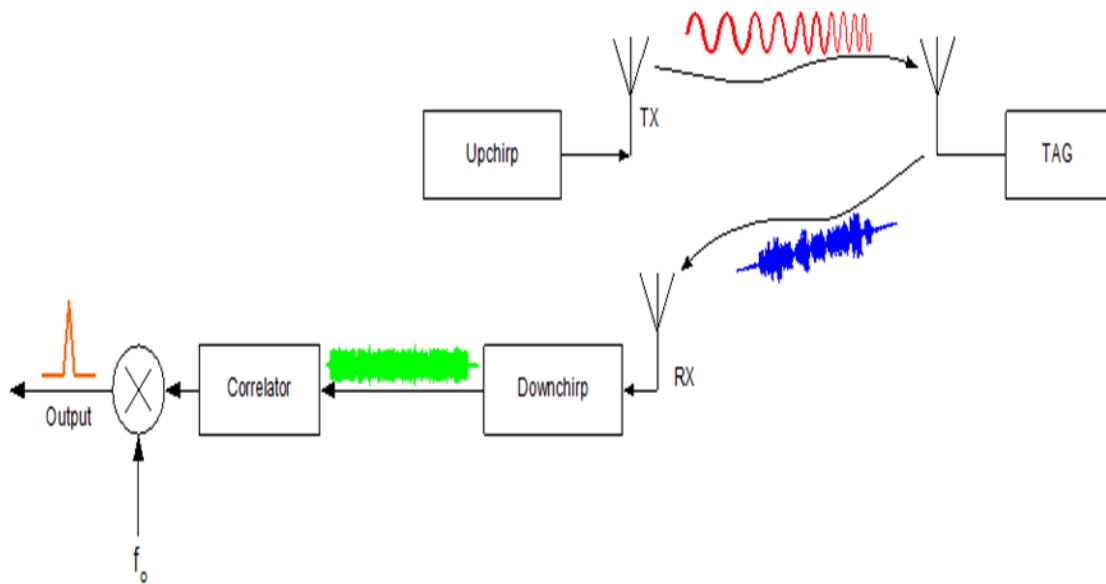 TX
Upchirp
TAG
RX
Correlator
Downchirp
Output
fo